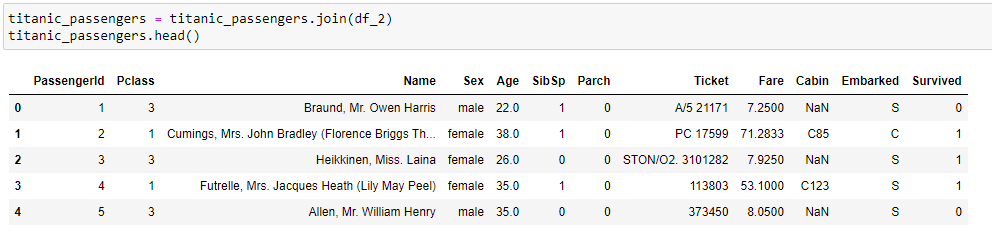 titanic_passengers = titanic_passengers.join(df_2)
titanic_passengers.head()
PassengerId Pclass Name Sex Age SibSp Parch Ticket Fare Cabin Embarked Survived
0 1 3 Braund, Mr. Owen Harris male 22.0 1 0 A/5 21171 7.2500 NaN S 0
1 2 1 Cumings, Mrs. John Bradley (Florence Briggs Th... female 38.0 1 0 PC 17599 71.2833 C85 C 1
2 3 3 Heikkinen, Miss. Laina female 26.0 0 0 STON/O2. 3101282 7.9250 NaN S 1
3 4 1 Futrelle, Mrs. Jacques Heath (Lily May Peel) female 35.0 1 0 113803 53.1000 C123 S 1
4 5 3 Allen, Mr. William Henry male 35.0 0 0 373450 8.0500 NaN S 0